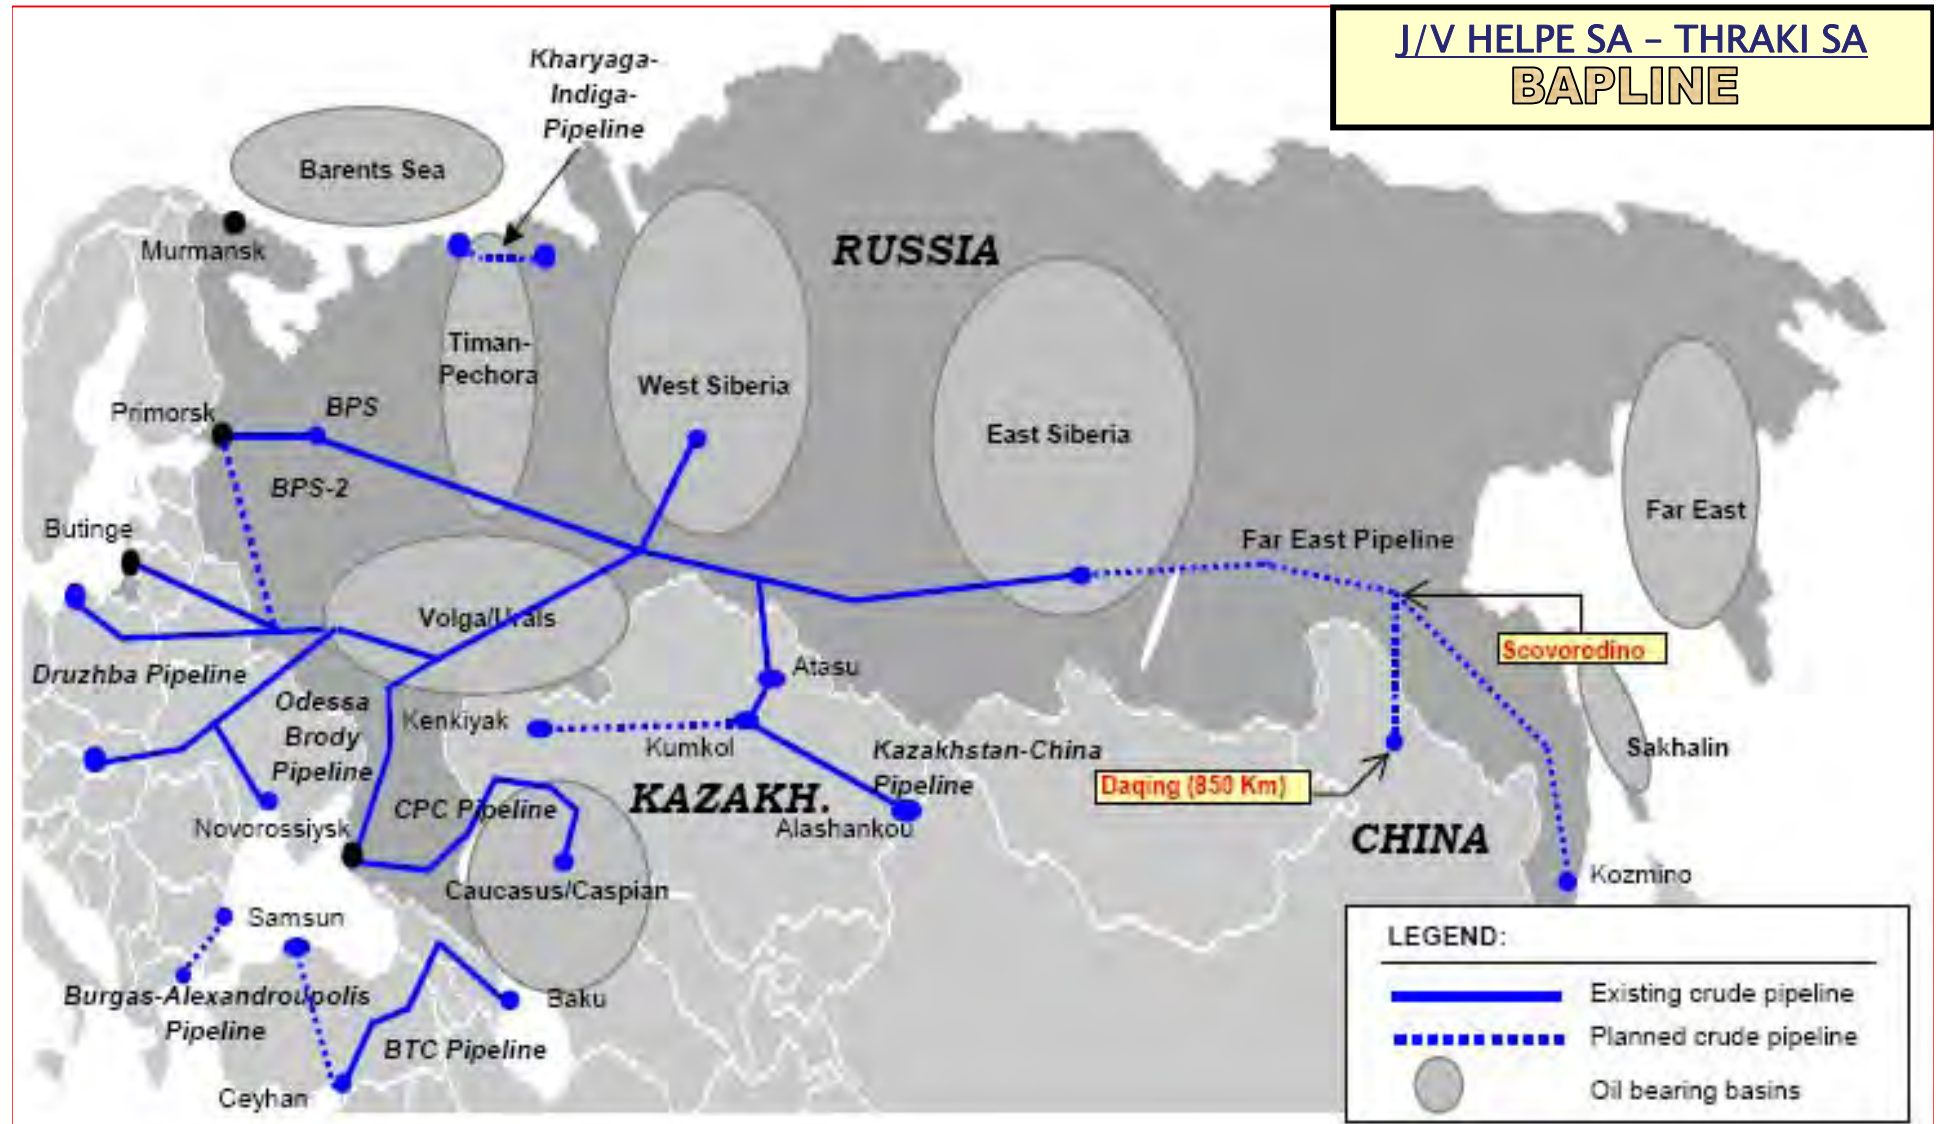 J/V HELPE SA – THRAKI SA
BAPLINE
Kharyaga-
Indiga-
Pipeline
Barents Sea
Murmansk
RUSSIA
Timan-
Pechora
West Siberia
East Siberia
Far East
Primorsk
BPS
BPS-2
Butinge
Far East Pipeline
Volga/Urals
Scovorodino
Druzhba Pipeline
Odessa
Brody
Pipeline
Atasu
Kenkiyak
Kumkol
Kazakhstan-China
Pipeline
Sakhalin
Daqing (850 Km)
KAZAKH.
CPC Pipeline
Novorossiysk
Alashankou
CHINA
Kozmino
Caucasus/Caspian
Samsun
Burgas-Alexandroupolis
Pipeline
Baku
BTC Pipeline
Ceyhan
LEGEND:
Existing crude pipeline
Planned crude pipeline
Oil bearing basins